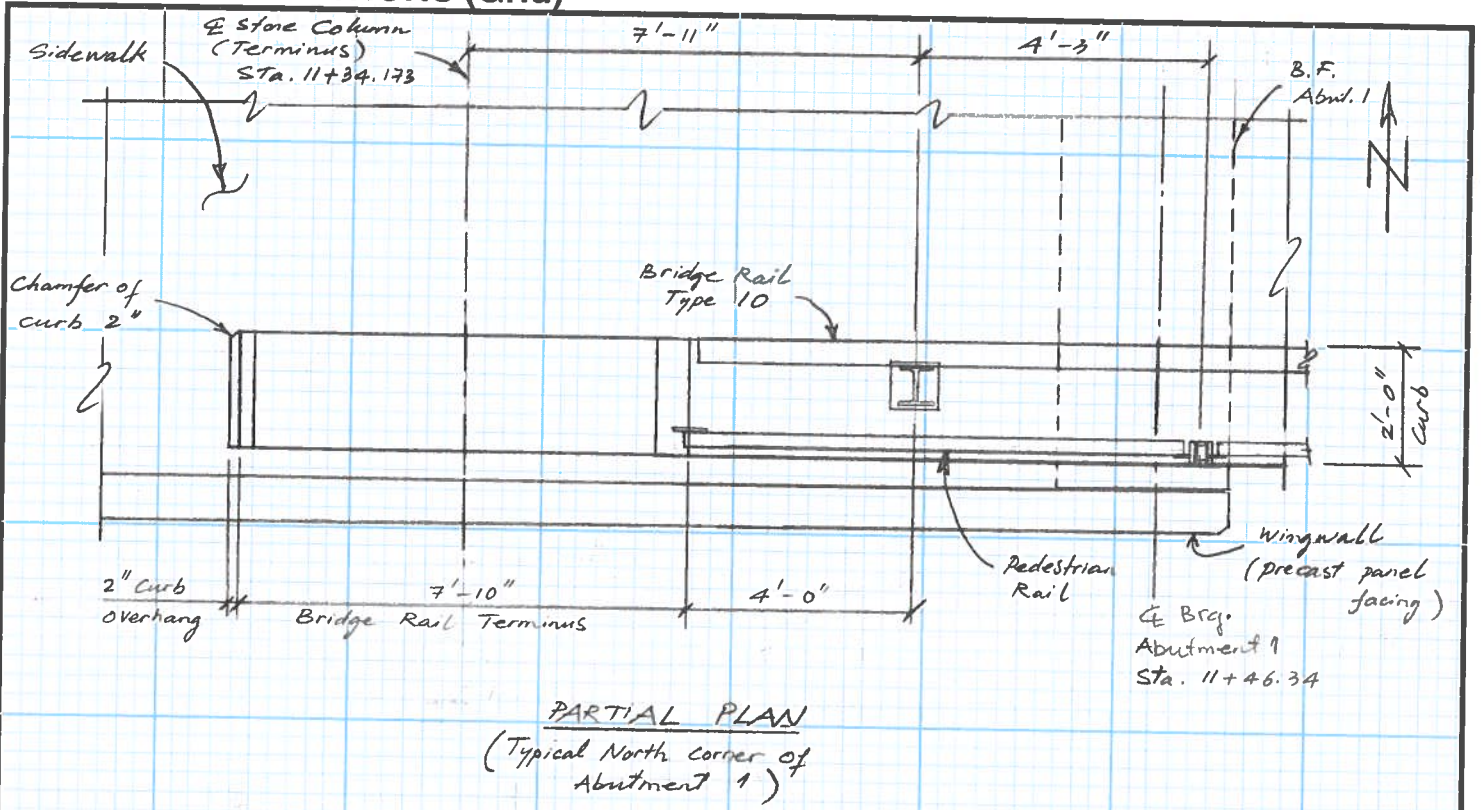 Sidewalk
℄ Stone Column
(Terminus)
Sta. 11+34.173
7'-11"
4'-3"
B.F.
Abut. 1
N
Chamfer of
curb 2"
Bridge Rail
Type 10
2'-0"
Curb
2" Curb
overhang
7'-10"
Bridge Rail Terminus
4'-0"
Pedestrian
Rail
Wingwall
(precast panel
facing)
℄ Brg.
Abutment 1
Sta. 11+46.34
PARTIAL PLAN
(Typical North corner of
Abutment 1)